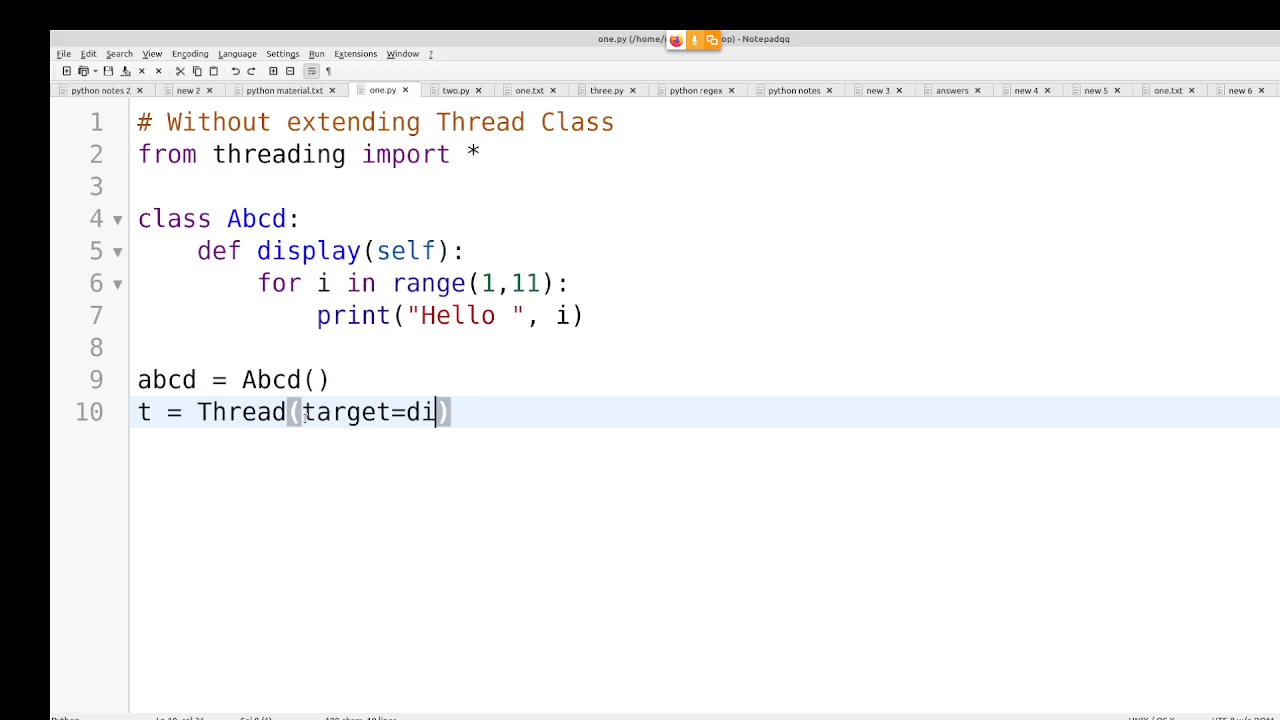 one.py (/home/ op) - Notepadqq
File Edit Search View Encoding Language Settings Run Extensions Window ?
python notes 2 new 2 python material.txt one.py two.py one.txt three.py python regex python notes new 3 answers new 4 new 5 one.txt new 6
1 # Without extending Thread Class
2 from threading import *
3
4 class Abcd:
5 def display(self):
6 for i in range(1,11):
7 print("Hello ", i)
8
9 abcd = Abcd()
10 t = Thread(target=di)